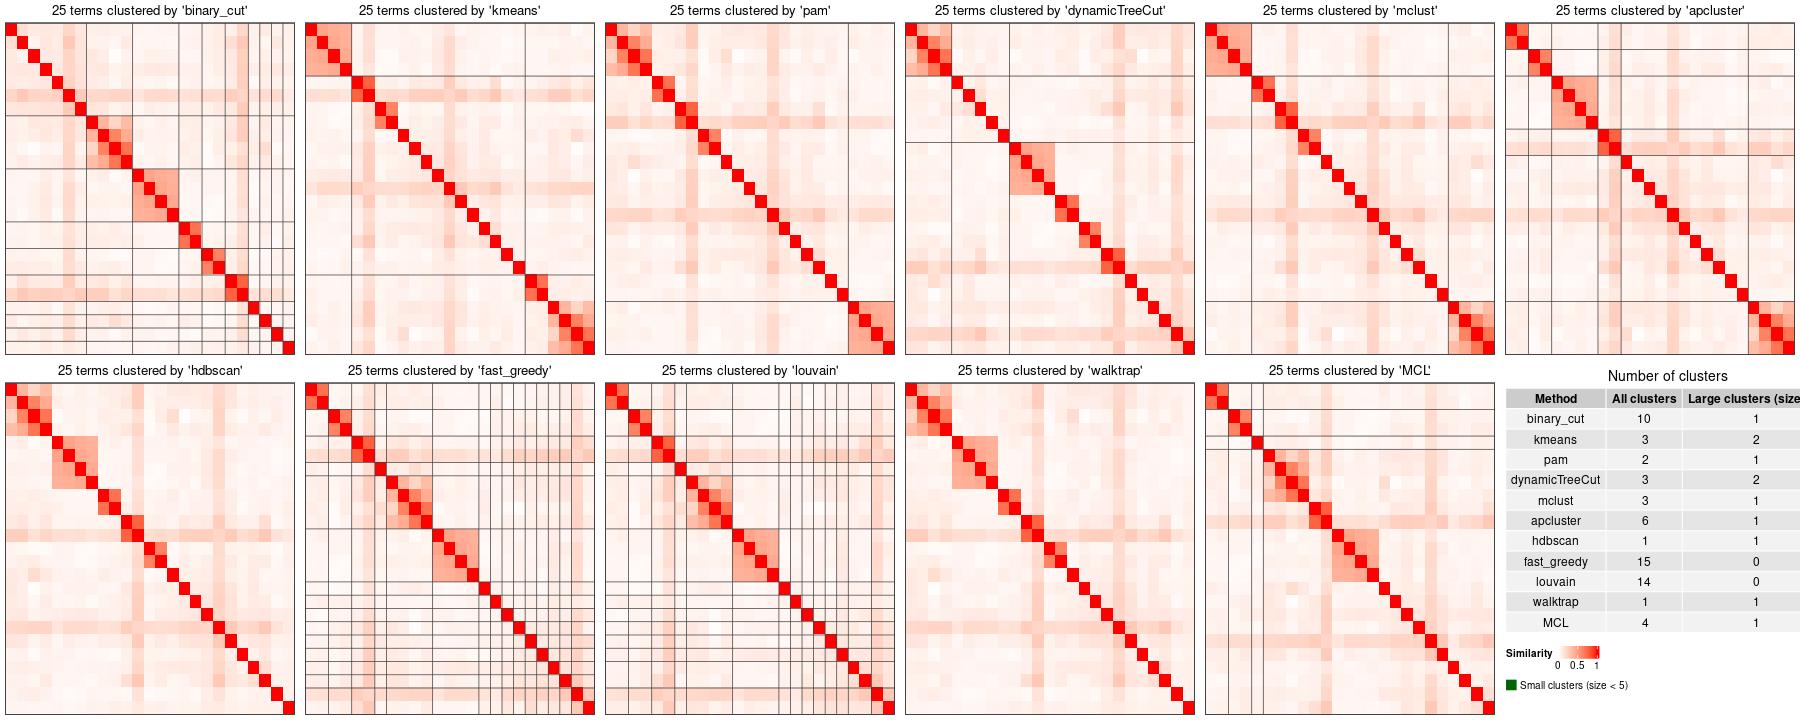 25 terms clustered by 'binary_cut'
25 terms clustered by 'kmeans'
25 terms clustered by 'pam'
25 terms clustered by 'dynamicTreeCut'
25 terms clustered by 'mclust'
25 terms clustered by 'apcluster'
25 terms clustered by 'hdbscan'
25 terms clustered by 'fast_greedy'
25 terms clustered by 'louvain'
25 terms clustered by 'walktrap'
25 terms clustered by 'MCL'
Number of clusters
Method All clusters Large clusters (size
binary_cut 10 1
kmeans 3 2
pam 2 1
dynamicTreeCut 3 2
mclust 3 1
apcluster 6 1
hdbscan 1 1
fast_greedy 15 0
louvain 14 0
walktrap 1 1
MCL 4 1
Similarity
0 0.5 1
Small clusters (size < 5)